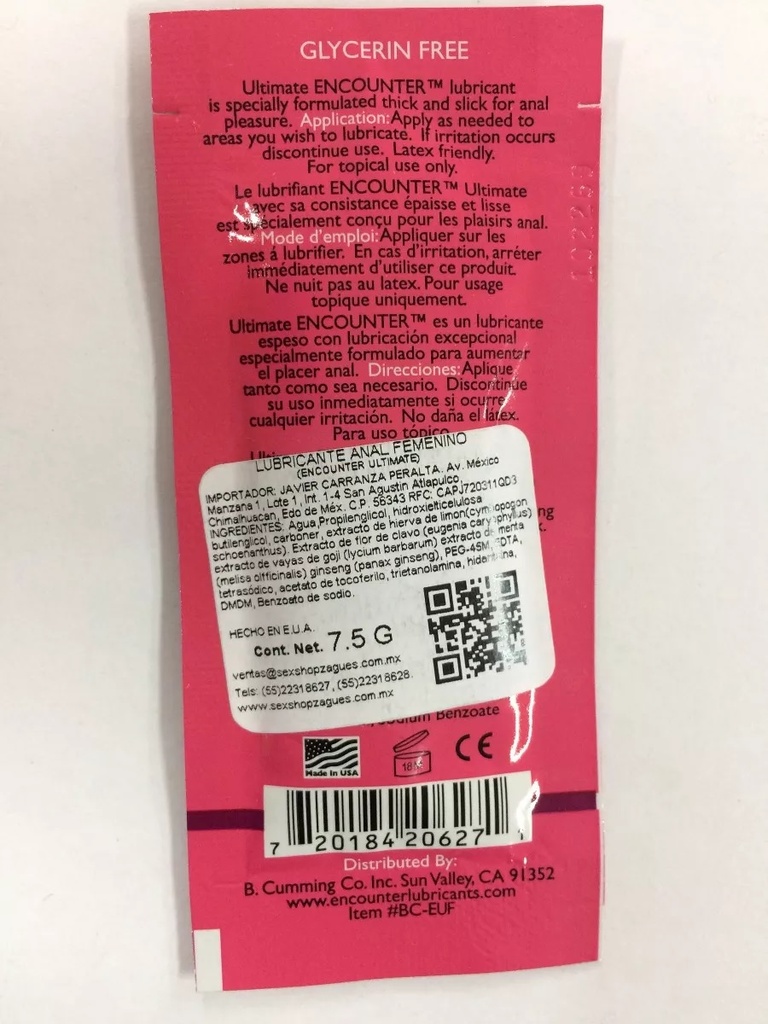 GLYCERIN FREE
Ultimate ENCOUNTER™ lubricant
is specially formulated thick and slick for anal
pleasure. Application: Apply as needed to
areas you wish to lubricate. If irritation occurs
discontinue use. Latex friendly.
For topical use only.
Le lubrifiant ENCOUNTER™ Ultimate
avec sa consistance épaisse et lisse
est spécialement conçu pour les plaisirs anal.
Mode d'emploi: Appliquer sur les
zones á lubrifier. En cas d'irritation, arréter
immédiatement d'utiliser ce produit.
Ne nuit pas au latex. Pour usage
topique uniquement.
Ultimate ENCOUNTER™ es un lubricante
espeso con lubricación excepcional
especialmente formulado para aumentar
el placer anal. Direcciones: Aplique
tanto como sea necesario. Discontinúe
su uso inmediatamente si ocurre
cualquier irritación. No daña el látex.
Para uso tópico
LUBRICANTE ANAL FEMENINO
(ENCOUNTER ULTIMATE)
IMPORTADOR: JAVIER CARRANZA PERALTA. Av. México
Manzana 1, Lote 1, Int. 1-4 San Agustin Atlapulco,
Chimalhuacan, Edo de Méx. C.P. 56343 RFC: CAPJ720311QD3
INGREDIENTES: Agua, Propilenglicol, hidroxietticelulosa
butilenglicol, carboner, extracto de hierva de limon(cymbopogon
schoenanthus). Extracto de flor de clavo (eugenia caryophyllus)
extracto de vayas de goji (lycium barbarum) extracto de menta
(melisa officinalis) ginseng (panax ginseng), PEG-45M, EDTA,
tetrasódico, acetato de tocoferilo, trietanolamina, hidantina,
DMDM, Benzoato de sodio.
HECHO EN E.U.A.
Cont. Net. 7.5 G
ventas@sexshopzagues.com.mx
Tels: (55)22318627, (55)22318628.
www.sexshopzagues.com.mx
Sodium Benzoate
Made In USA
18M
CE
7 20184 20627 1
Distributed By:
B. Cumming Co. Inc. Sun Valley, CA 91352
www.encounterlubricants.com
Item #BC-EUF